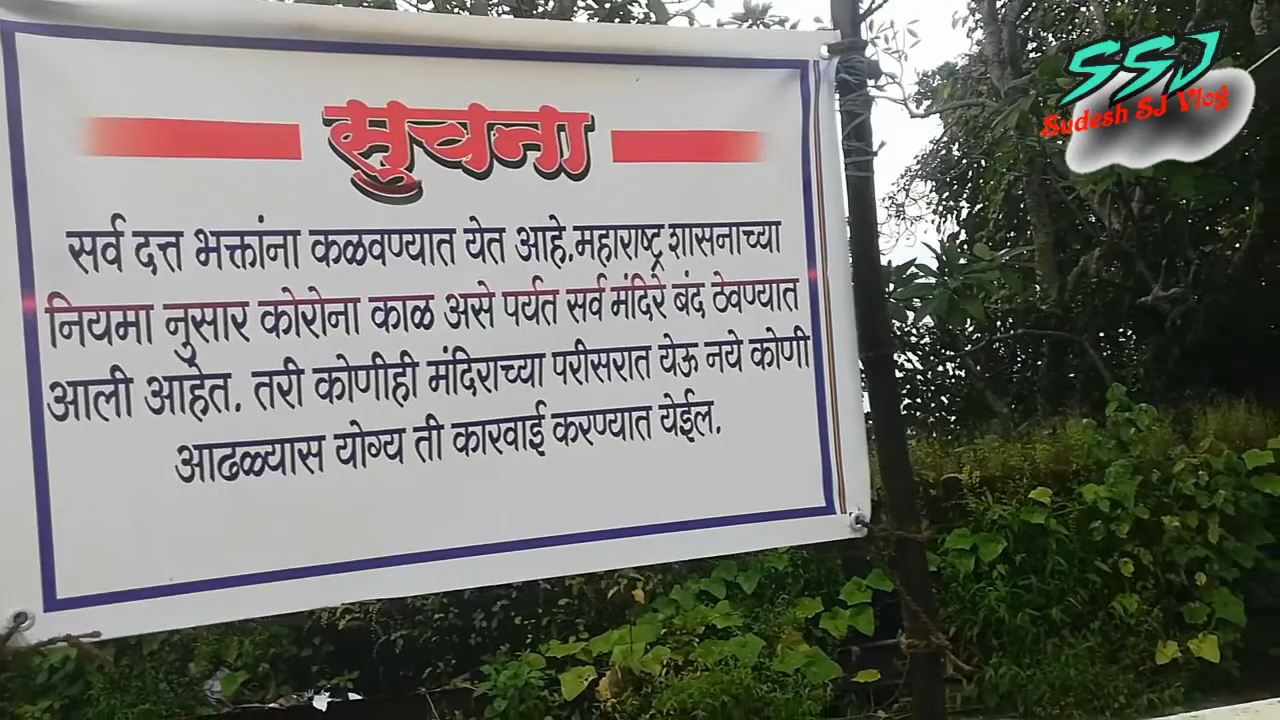 सुचना
सर्व दत्त भक्तांना कळवण्यात येत आहे.महाराष्ट्र शासनाच्या
नियमा नुसार कोरोना काळ असे पर्यत सर्व मंदिरे बंद ठेवण्यात
आली आहेत. तरी कोणीही मंदिराच्या परीसरात येऊ नये कोणी
आढळ्यास योग्य ती कारवाई करण्यात येईल.
SSJ
Sudesh SJ Vlog